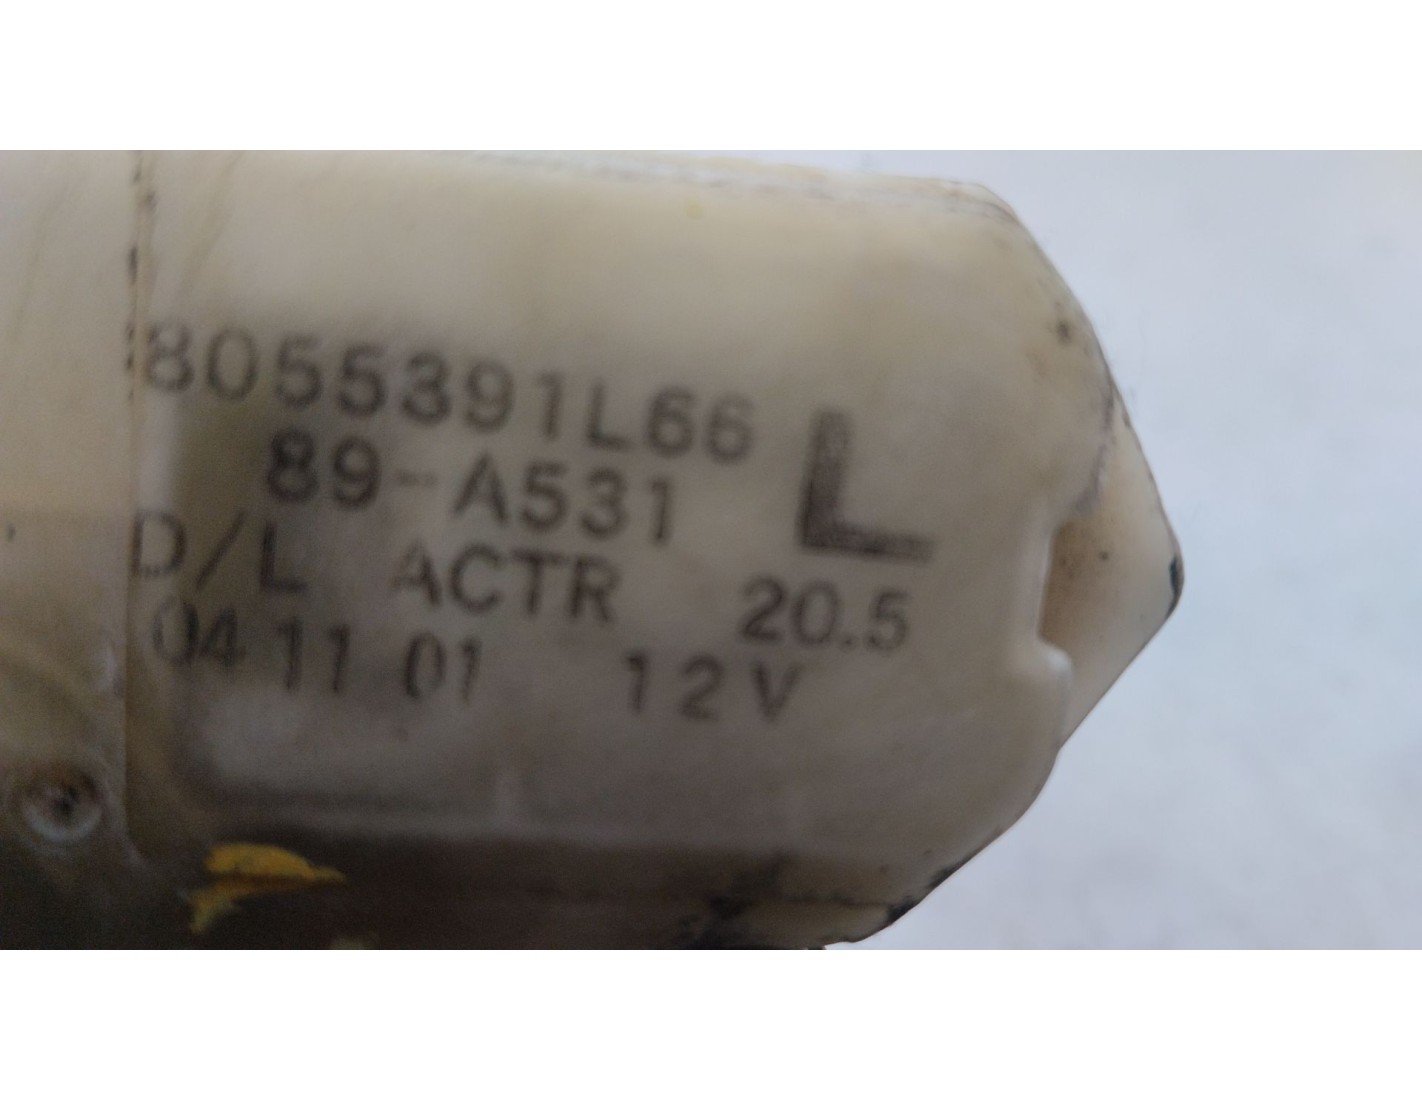 8055391L66 L
89-A531
D/L ACTR 20.5
04 11 01 12V